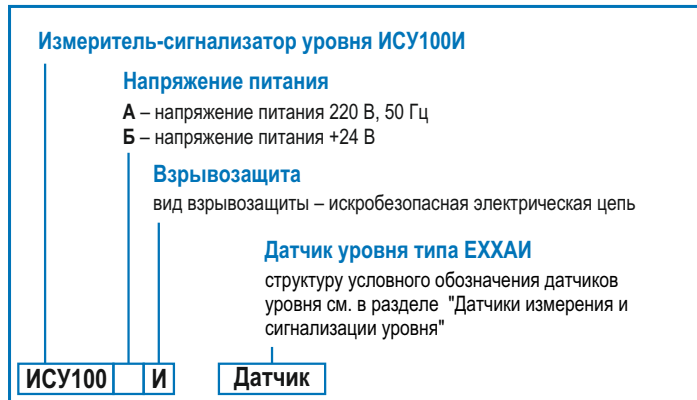 Измеритель-сигнализатор уровня ИСУ100И
Напряжение питания
А – напряжение питания 220 В, 50 Гц
Б – напряжение питания +24 В
Взрывозащита
вид взрывозащиты – искробезопасная электрическая цепь
Датчик уровня типа ЕХХАИ
структуру условного обозначения датчиков
уровня см. в разделе "Датчики измерения и
сигнализации уровня"
ИСУ100 И Датчик